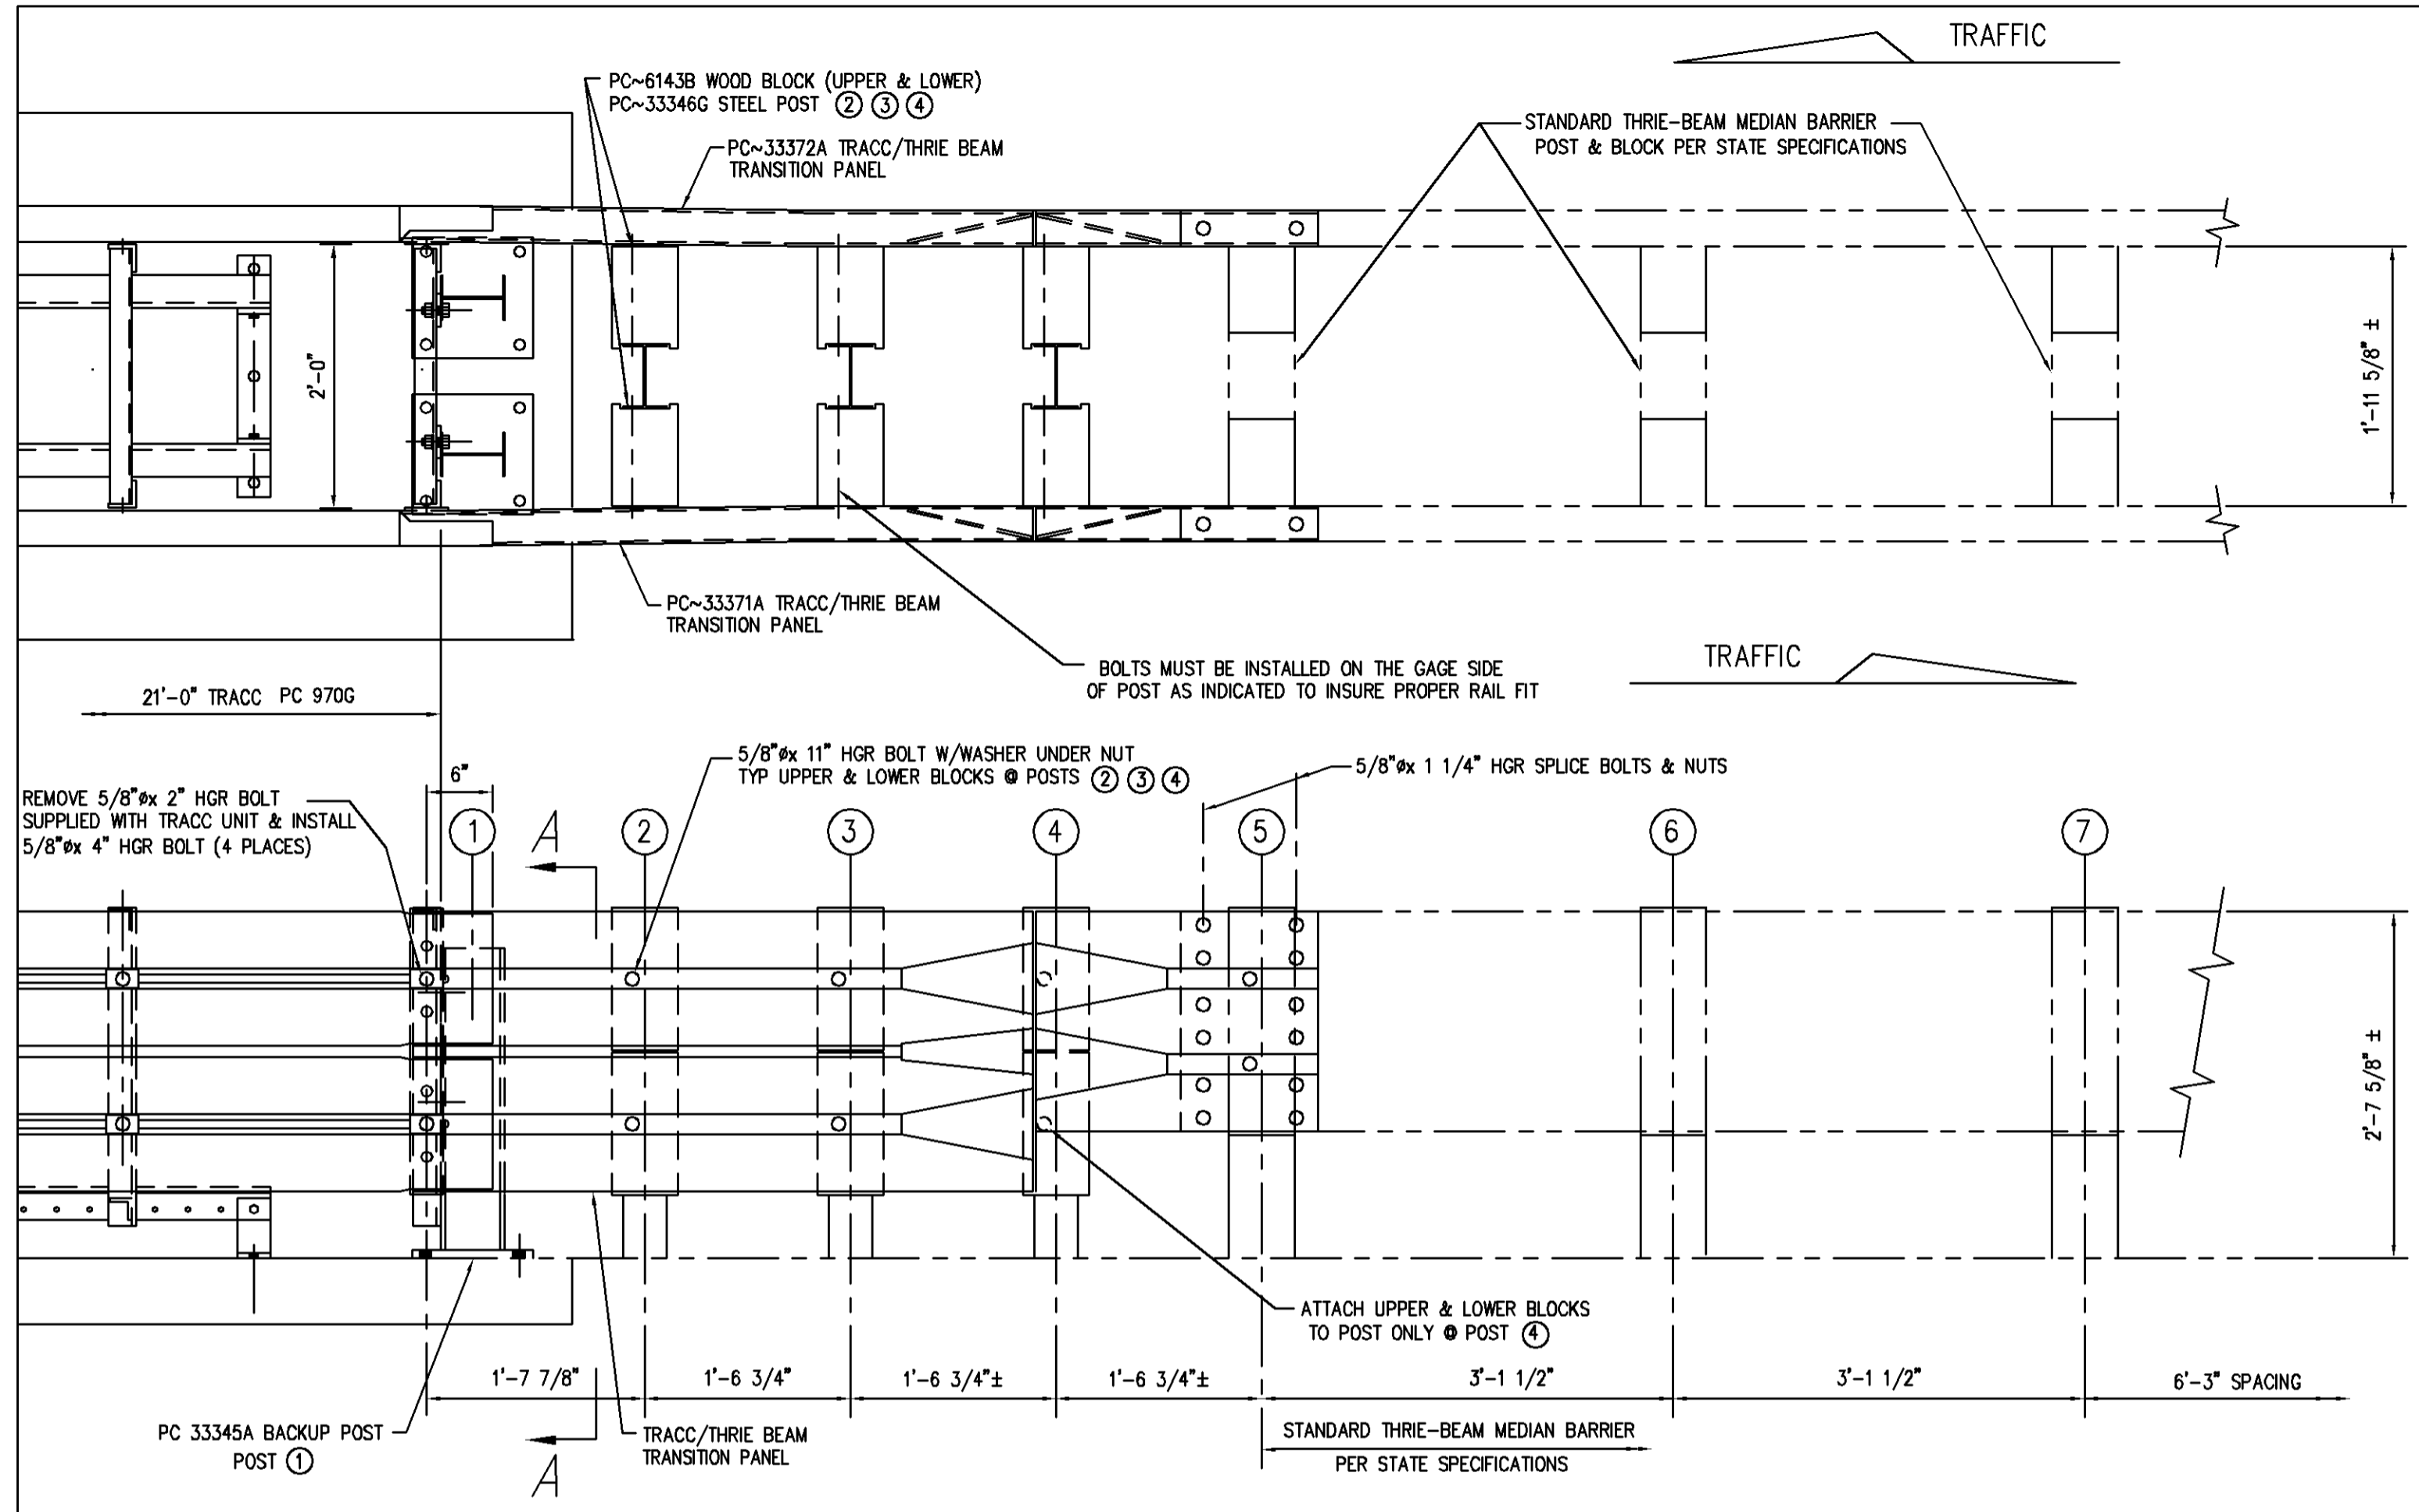 TRAFFIC
PC~6143B WOOD BLOCK (UPPER & LOWER)
PC~33346G STEEL POST ② ③ ④
PC~33372A TRACC/THRIE BEAM
TRANSITION PANEL
STANDARD THRIE-BEAM MEDIAN BARRIER
POST & BLOCK PER STATE SPECIFICATIONS
2'-0"
1'-11 5/8" ±
PC~33371A TRACC/THRIE BEAM
TRANSITION PANEL
BOLTS MUST BE INSTALLED ON THE GAGE SIDE
OF POST AS INDICATED TO INSURE PROPER RAIL FIT
TRAFFIC
21'-0" TRACC PC 970G
6"
5/8"øx 11" HGR BOLT W/WASHER UNDER NUT
TYP UPPER & LOWER BLOCKS @ POSTS ② ③ ④
5/8"øx 1 1/4" HGR SPLICE BOLTS & NUTS
REMOVE 5/8"øx 2" HGR BOLT
SUPPLIED WITH TRACC UNIT & INSTALL
5/8"øx 4" HGR BOLT (4 PLACES)
① A ② ③ ④ ⑤ ⑥ ⑦
2'-7 5/8" ±
ATTACH UPPER & LOWER BLOCKS
TO POST ONLY @ POST ④
1'-7 7/8" 1'-6 3/4" 1'-6 3/4"± 1'-6 3/4"± 3'-1 1/2" 3'-1 1/2" 6'-3" SPACING
PC 33345A BACKUP POST
POST ①
A
TRACC/THRIE BEAM
TRANSITION PANEL
STANDARD THRIE-BEAM MEDIAN BARRIER
PER STATE SPECIFICATIONS